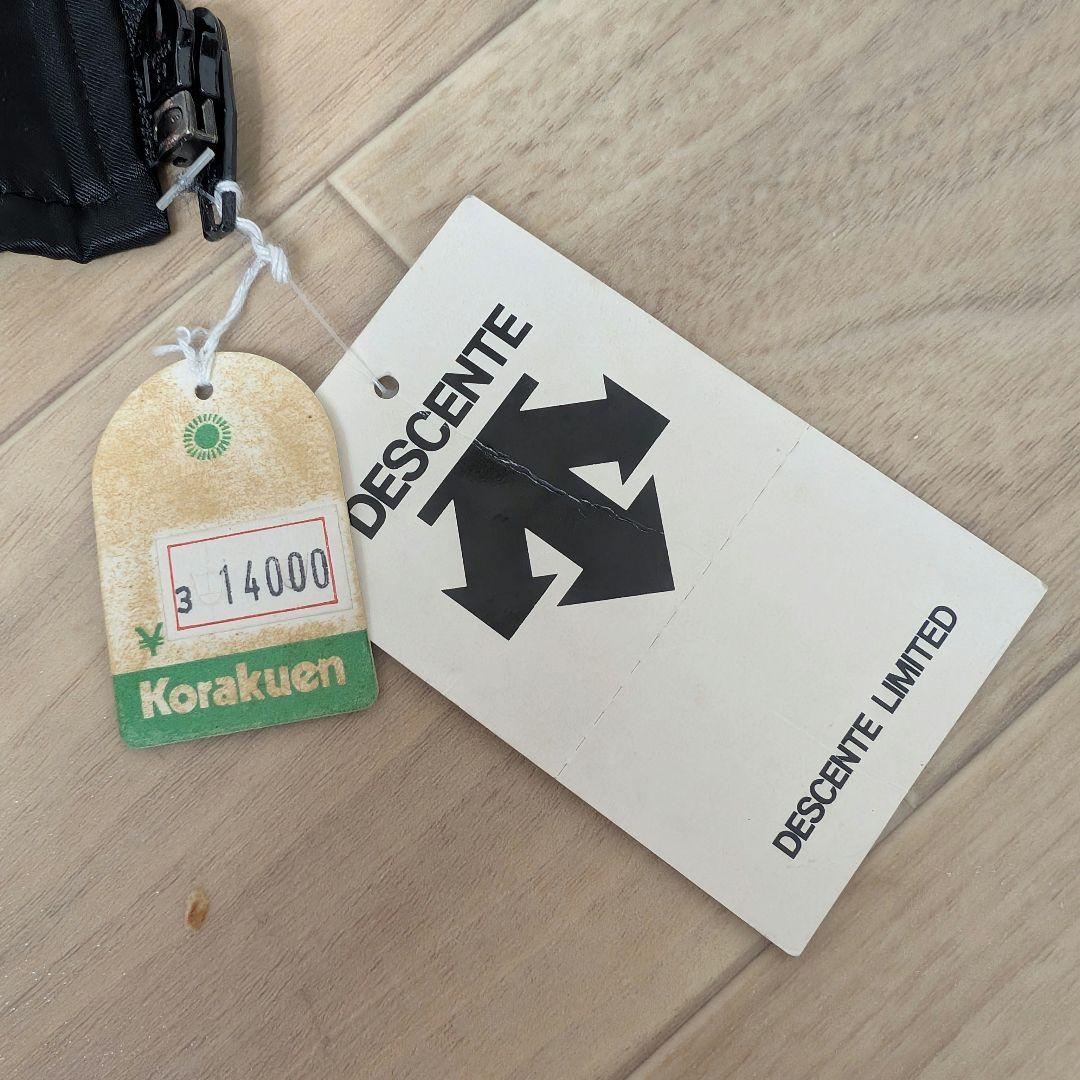 3 14000
¥
Korakuen
DESCENTE
DESCENTE LIMITED